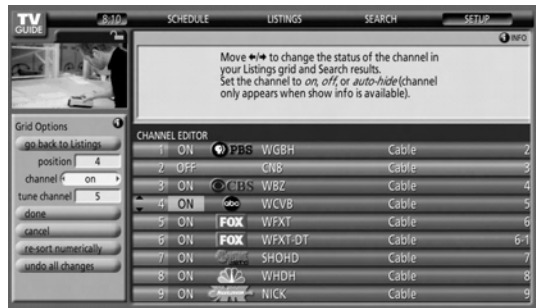 TV GUIDE
8:10 SCHEDULE LISTINGS SEARCH SETUP
INFO
Move ↔/→ to change the status of the channel in
your Listings grid and Search results.
Set the channel to on, off, or auto-hide (channel
only appears when show info is available).
Grid Options
go back to Listings
position 4
channel on
tune channel 5
done
cancel
re-sort numerically
undo all changes
CHANNEL EDITOR
1 ON PBS WGBH Cable 2
2 OFF CN8 Cable 3
3 ON CBS WBZ Cable 4
4 ON abc WCVB Cable 5
5 ON FOX WFXT Cable 6
6 ON FOX WFXT-DT Cable 6-1
7 ON SHOHD Cable 7
8 ON WHDH Cable 8
9 ON NICK Cable 9